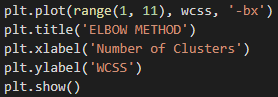 plt.plot(range(1, 11), wcss, '-bx')
plt.title('ELBOW METHOD')
plt.xlabel('Number of Clusters')
plt.ylabel('WCSS')
plt.show()